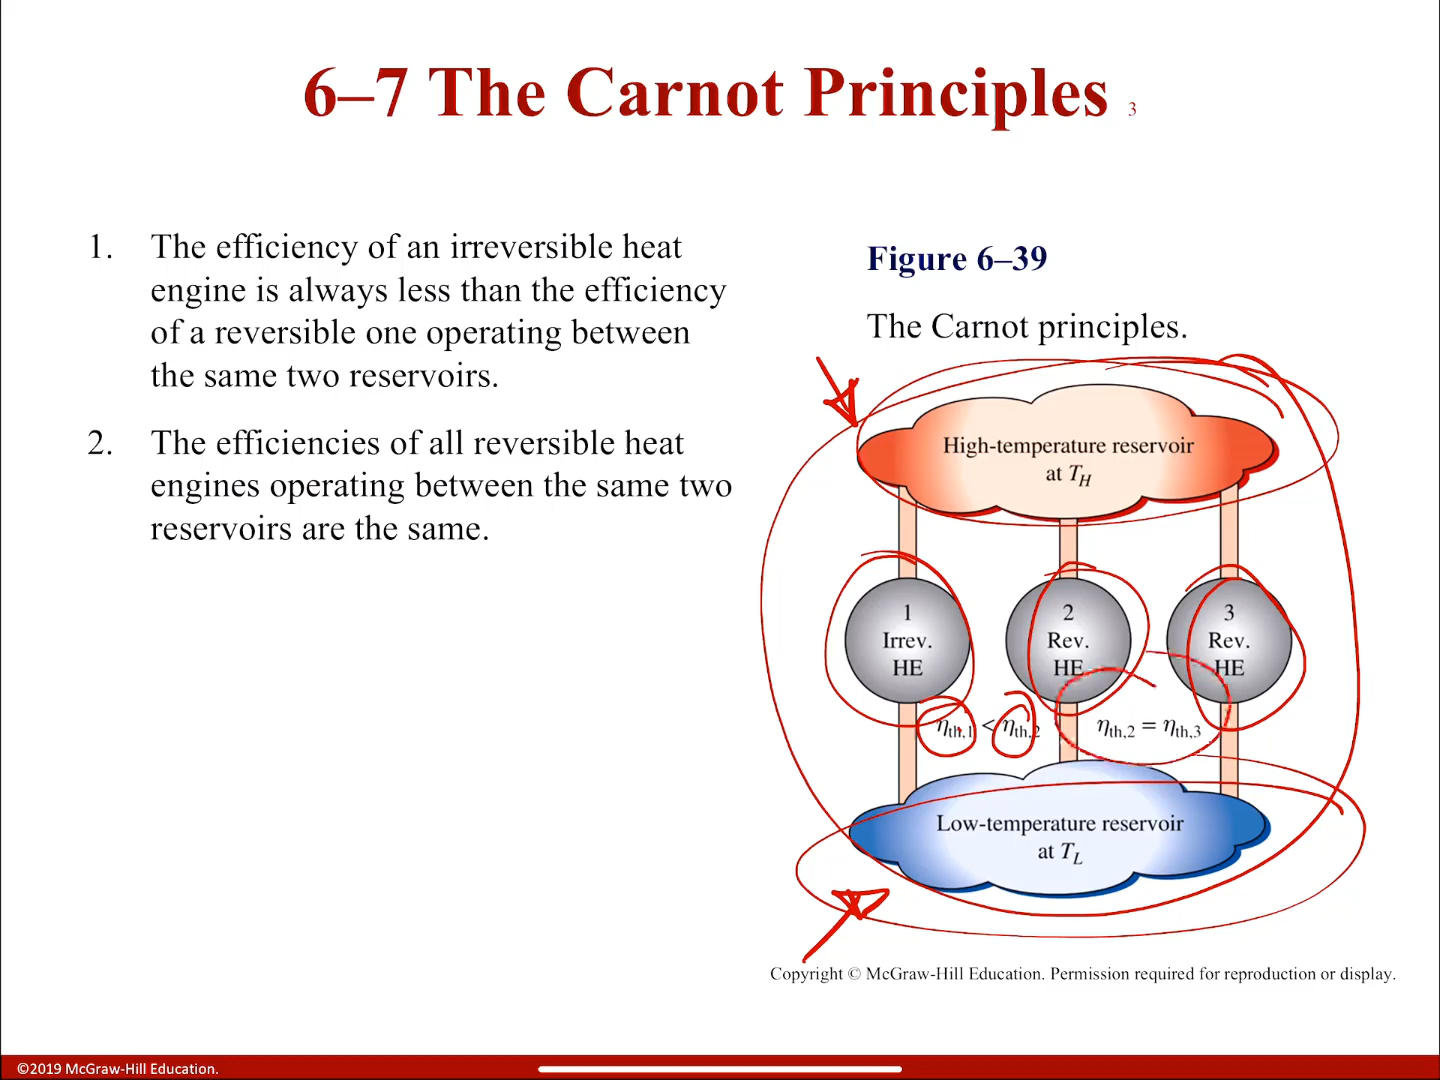 6–7 The Carnot Principles 3
1. The efficiency of an irreversible heat
engine is always less than the efficiency
of a reversible one operating between
the same two reservoirs.
2. The efficiencies of all reversible heat
engines operating between the same two
reservoirs are the same.
Figure 6–39
The Carnot principles.
High-temperature reservoir
at T_H
1
Irrev.
HE
2
Rev.
HE
3
Rev.
HE
η_th,1 < η_th,2
η_th,2 = η_th,3
Low-temperature reservoir
at T_L
Copyright © McGraw-Hill Education. Permission required for reproduction or display.
©2019 McGraw-Hill Education.